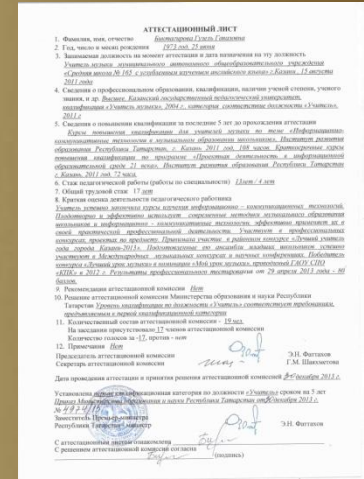 АТТЕСТАЦИОННЫЙ ЛИСТ
1. Фамилия, имя, отчество Биктагирова Гузель Гатаевна
2 Год, число и месяц рождения 1973 год, 25 июня
3. Занимаемая должность на момент аттестации и дата назначения на эту должность
Учитель музыки муниципального автономного общеобразовательного учреждения
«Средняя школа № 165 с углубленным изучением английского языка» г.Казани , 15 августа
2011 года
4. Сведения о профессиональном образовании, квалификации, наличии ученой степени, ученого
звания, и др. Высшее, Казанский государственный педагогический университет,
квалификация «Учитель музыки», 2004 г., категория: соответствие должности «Учитель»,
2011 г
5. Сведения о повышении квалификации за последние 5 лет до прохождения аттестации
Курсы повышения квалификации для учителей музыки по теме «Информационно-
коммуникативные технологии в музыкальном образовании школьников», Институт развития
образования Республики Татарстан, г. Казань 2011 год, 108 часов. Краткосрочные курсы
повышения квалификации по программе «Проектная деятельность в информационной
образовательной среде 21 века», Институт развития образования Республики Татарстан
г. Казань, 2011 год, 72 часа.
6. Стаж педагогической работы (работы по специальности) 13лет / 4 лет
7. Общий трудовой стаж 15 лет
8. Краткая оценка деятельности педагогического работника
Учитель успешно закончила курсы изучения информационно - коммуникативных технологий.
Плодотворно и эффективно использует современные методики музыкального образования
школьников и информационного - коммуникативные технологии, эффективно применяет их в
своей практической профессиональной деятельности. Участвует в профессиональных
конкурсах, проектах по предмету. Принимала участие в районном конкурсе «Лучший учитель
года города Казань-2013». Подготовленные ею ансамбли младших школьников успешно
участвуют в Международных музыкальных конкурсах и научных конференциях. Победитель
конкурса «Лучший урок музыки» в номинации «Мой урок музыки», проведенный ГАОУ СПО
«КПК» в 2012 г. Результаты профессионального тестирования от 29 апреля 2013 года - 80
баллов.
9. Рекомендации аттестационной комиссии Нет
10. Решение аттестационной комиссии Министерства образования и науки Республики
Татарстан Уровень квалификации по должности «Учитель» соответствует требованиям,
предъявляемым к первой квалификационной категории
11. Количественный состав аттестационной комиссии - 19 чел.
На заседании присутствовало 17 членов аттестационной комиссии
Количество голосов за -17, против - нет
12. Примечания Нет
Председатель аттестационной комиссии Э.Н. Фаттахов
Секретарь аттестационной комиссии Г.М. Шаихметова
Дата проведения аттестации и принятия решения аттестационной комиссией декабря 2013 г.
Установлена первая квалификационная категория по должности «Учитель» сроком на 5 лет
Приказ Министерства образования и науки Республики Татарстан от декабря 2013 г.
Заместитель Премьер-министра
Республики Татарстан - министр Э.Н. Фаттахов
С аттестационным листом ознакомлена
С решением аттестационной комиссии согласна
(подпись)